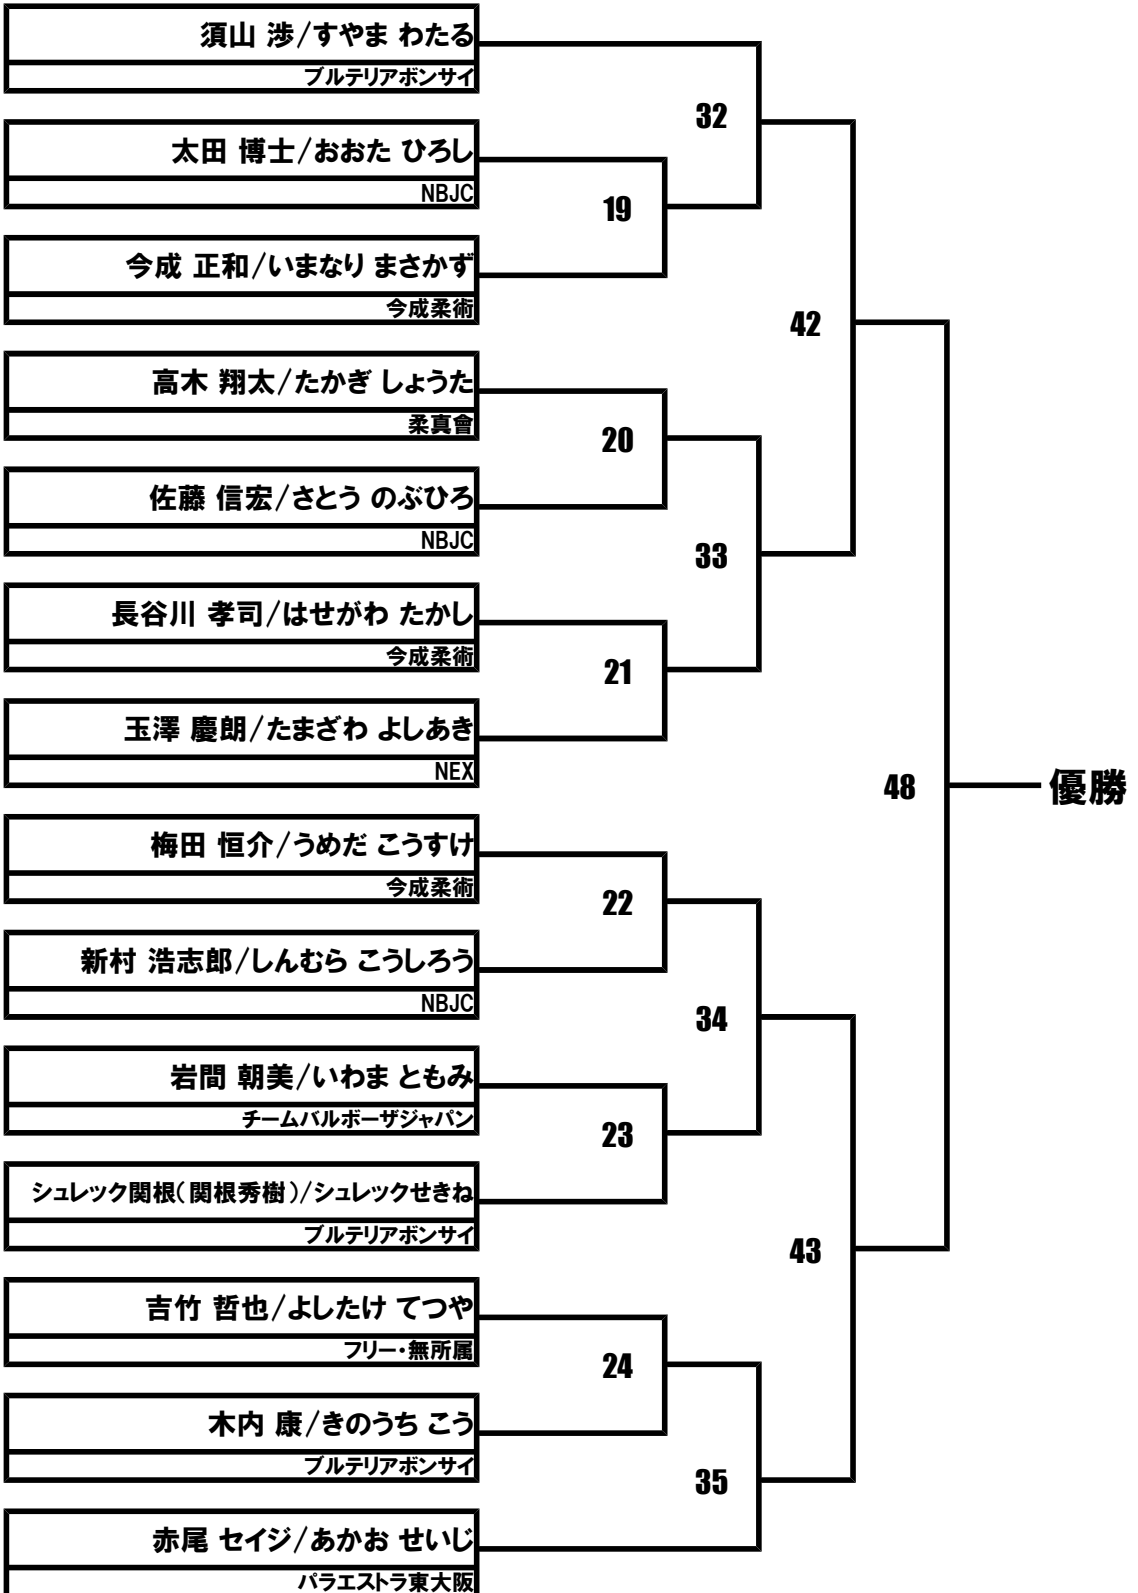 須山 渉/すやま わたる
ブルテリアボンサイ
32
太田 博士/おおた ひろし
NBJC
19
今成 正和/いまなり まさかず
今成柔術
42
高木 翔太/たかぎ しょうた
柔真會
20
佐藤 信宏/さとう のぶひろ
NBJC
33
長谷川 孝司/はせがわ たかし
今成柔術
21
玉澤 慶朗/たまざわ よしあき
NEX
48
優勝
梅田 恒介/うめだ こうすけ
今成柔術
22
新村 浩志郎/しんむら こうしろう
NBJC
34
岩間 朝美/いわま ともみ
チームバルボーザジャパン
23
シュレック関根(関根秀樹)/シュレックせきね
ブルテリアボンサイ
43
吉竹 哲也/よしたけ てつや
フリー・無所属
24
木内 康/きのうち こう
ブルテリアボンサイ
35
赤尾 セイジ/あかお せいじ
パラエストラ東大阪